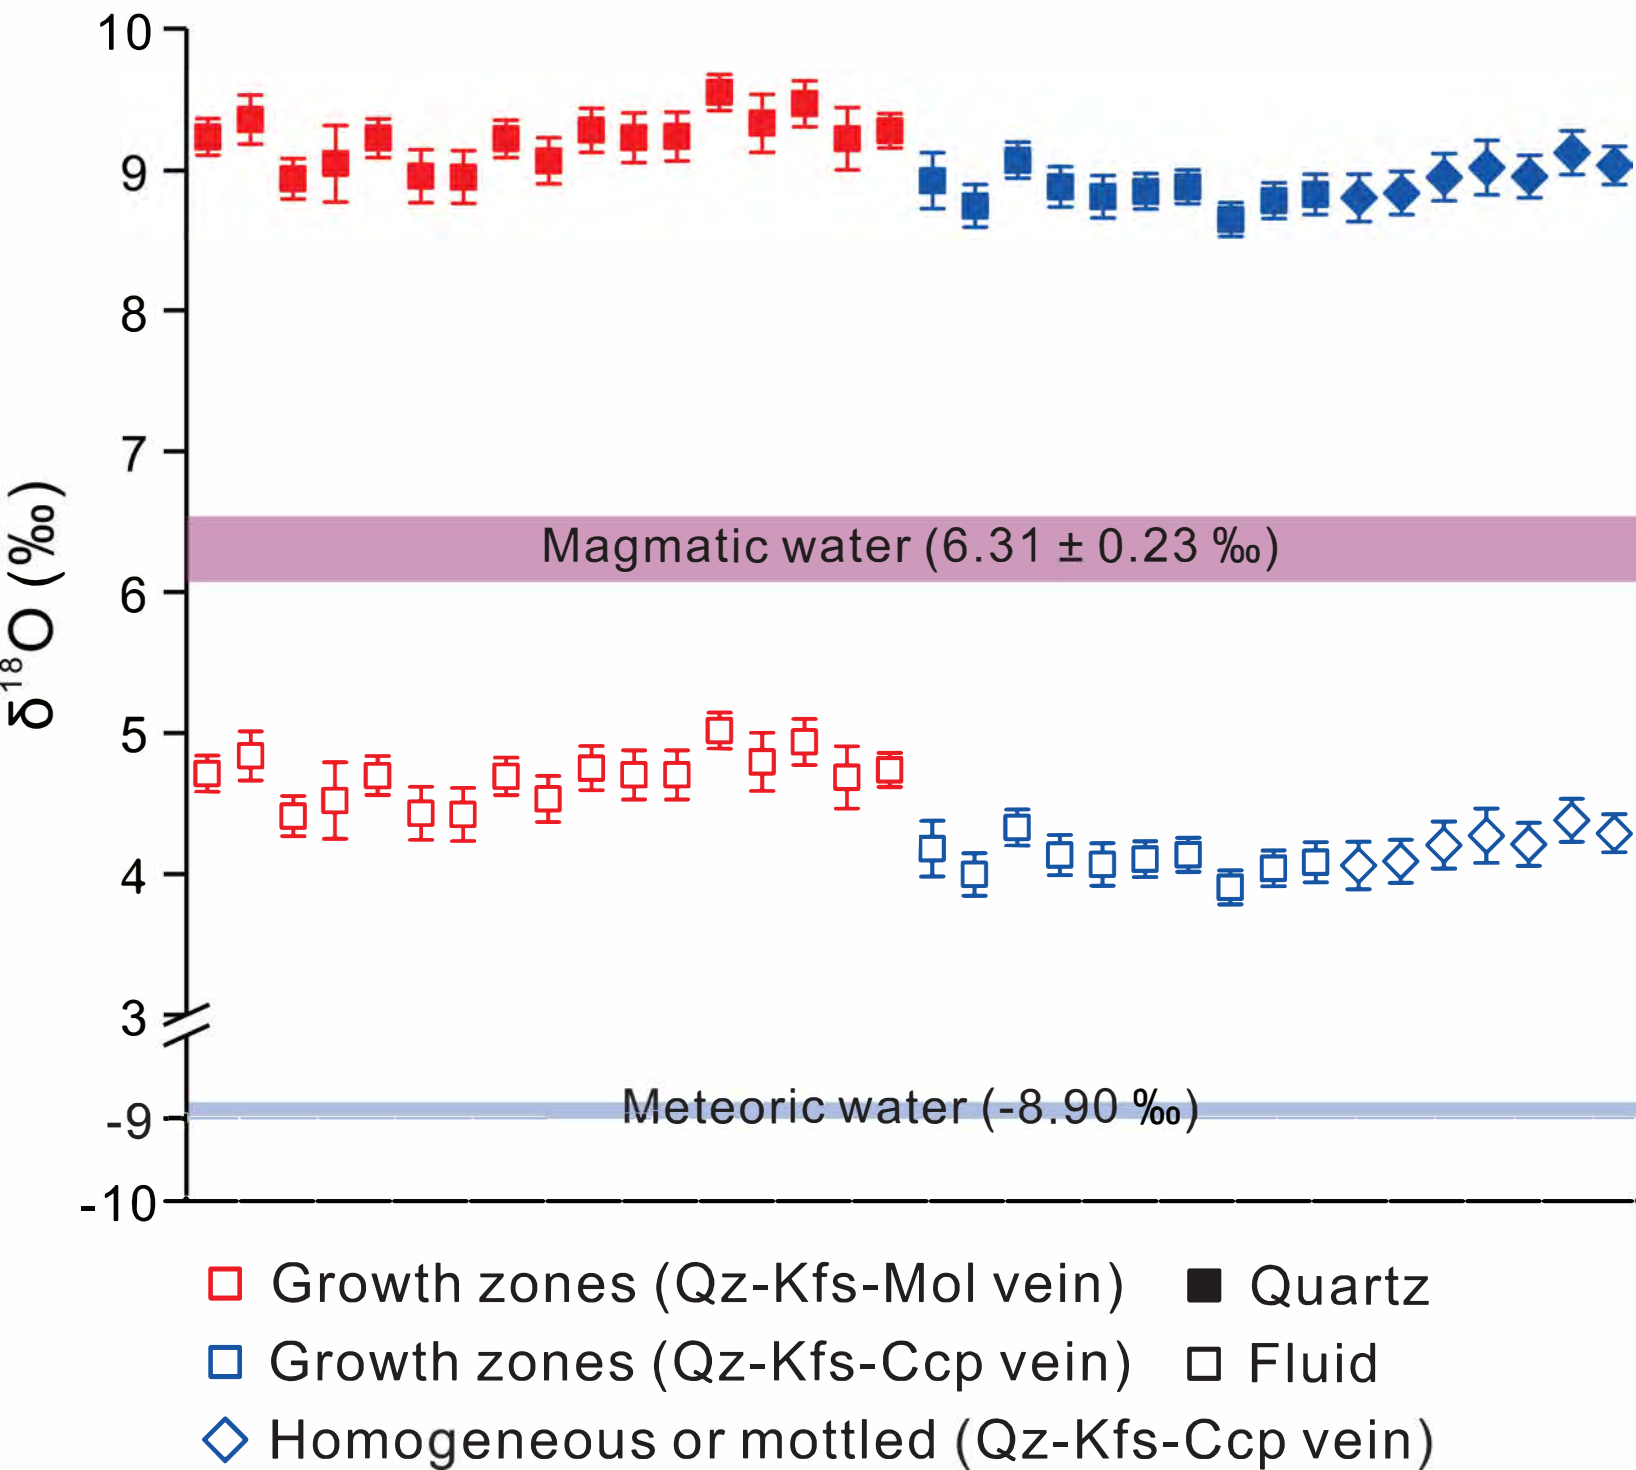 10
9
8
7
6
5
4
3
-9
-10
δ¹⁸O (‰)
Magmatic water (6.31 ± 0.23 ‰)
Meteoric water (-8.90 ‰)
Growth zones (Qz-Kfs-Mol vein)
Quartz
Growth zones (Qz-Kfs-Ccp vein)
Fluid
Homogeneous or mottled (Qz-Kfs-Ccp vein)